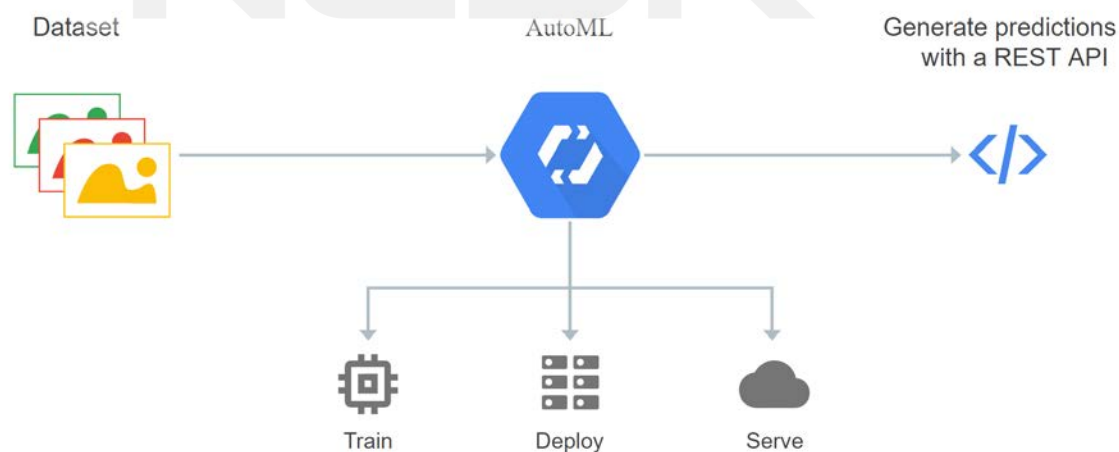 Dataset
AutoML
Generate predictions
with a REST API
Train
Deploy
Serve